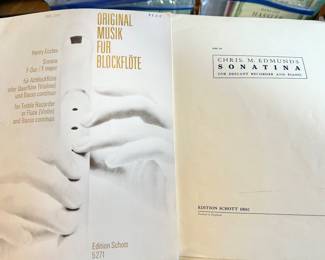 ORIGINAL
MUSIK
FÜR
BLOCKFLÖTE
Henry Eccles
Sonata
F-Dur / F major
für Altblockflöte
oder Querflöte (Violine)
und Basso continuo
for Treble Recorder
or Flute (Violin)
and Basso continuo
Edition Schott
5271
CHRIS. M. EDMUNDS
SONATINA
FOR DESCANT RECORDER AND PIANO
EDITION SCHOTT